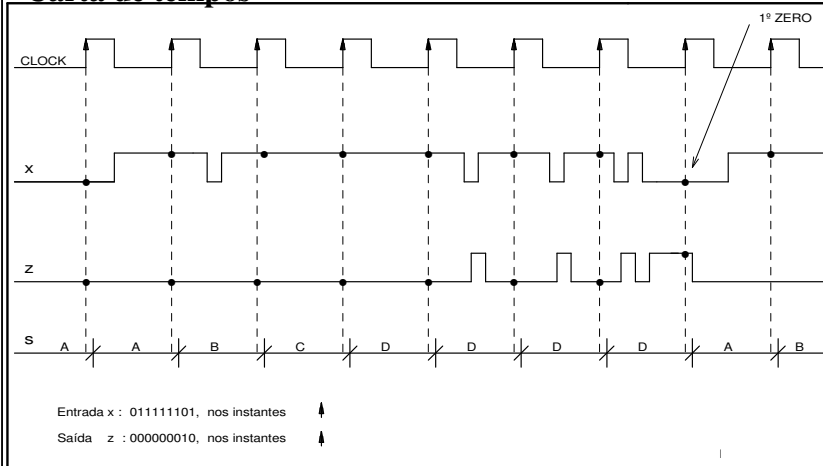 Carta de tempos
1º ZERO
CLOCK
X
Z
S A A B C D D D D A B
Entrada x : 011111101, nos instantes
Saída z : 000000010, nos instantes